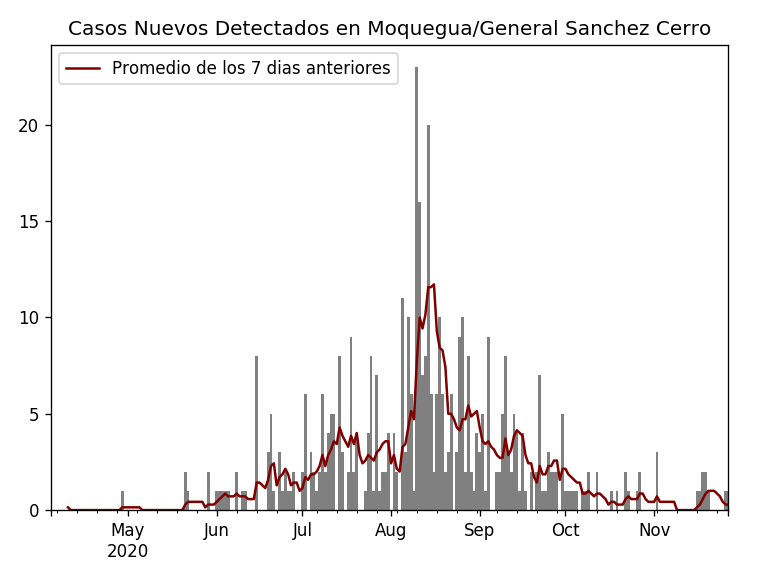 Casos Nuevos Detectados en Moquegua/General Sanchez Cerro
Promedio de los 7 dias anteriores
20
15
10
5
0
May Jun Jul Aug Sep Oct Nov
2020